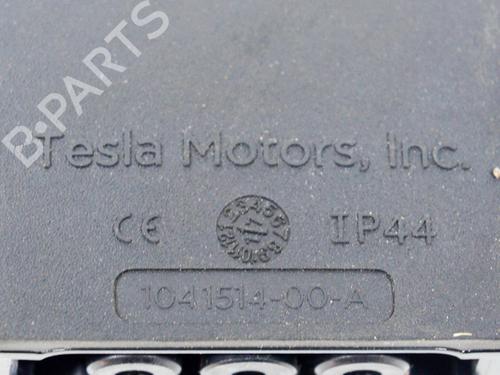 B-PARTS
Tesla Motors, Inc.
CE IP44
1041514-00-A